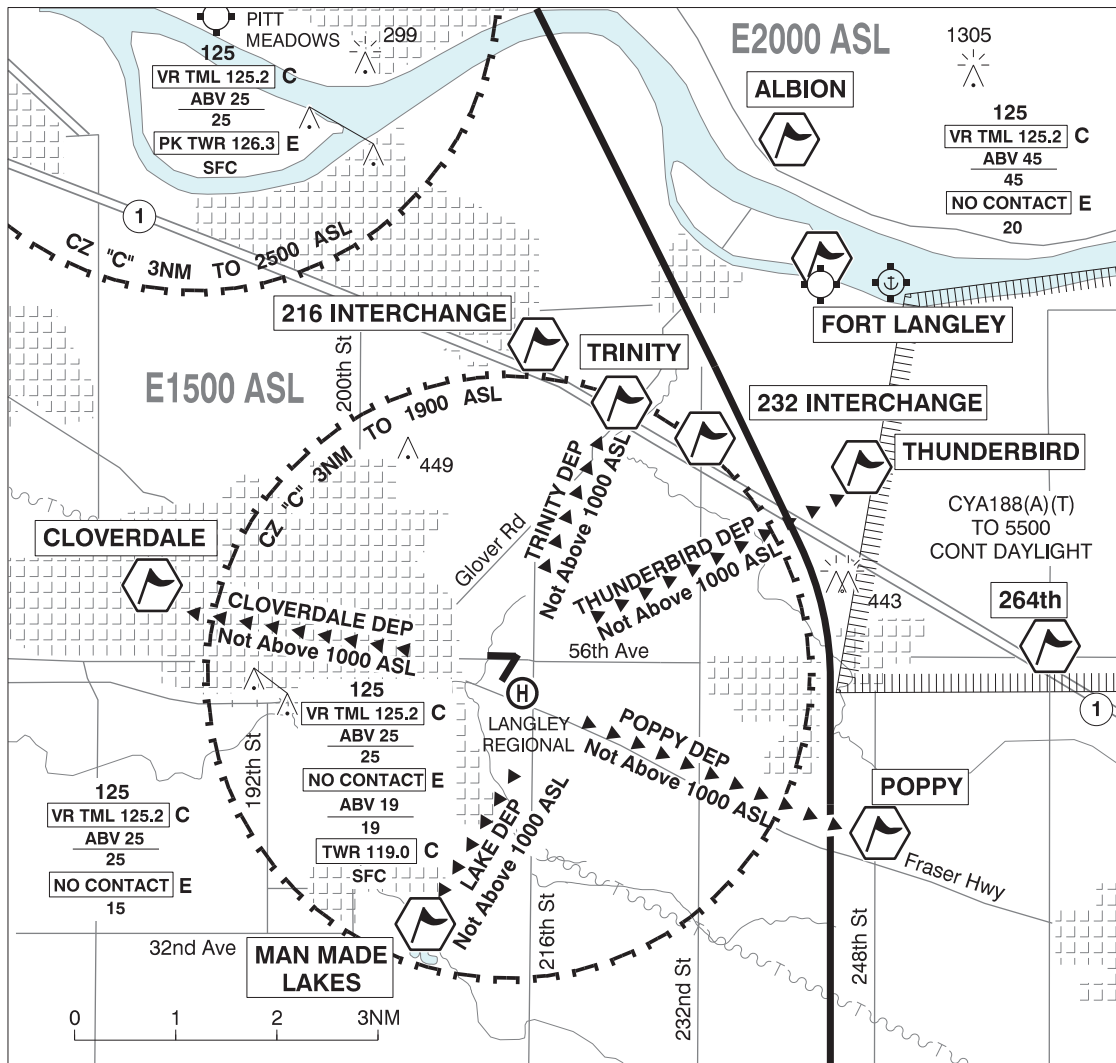 PITT
MEADOWS
125
VR TML 125.2 C
ABV 25
25
PK TWR 126.3 E
SFC
299
E2000 ASL
1305
ALBION
125
VR TML 125.2 C
ABV 45
45
NO CONTACT E
20
1
CZ "C" 3NM TO 2500 ASL
216 INTERCHANGE
FORT LANGLEY
TRINITY
E1500 ASL
200th St
232 INTERCHANGE
THUNDERBIRD
CZ "C" 3NM TO 1900 ASL
449
TRINITY DEP
Not Above 1000 ASL
Glover Rd
THUNDERBIRD DEP
Not Above 1000 ASL
CYA188(A)(T)
TO 5500
CONT DAYLIGHT
443
264th
CLOVERDALE
CLOVERDALE DEP
Not Above 1000 ASL
56th Ave
H
LANGLEY
REGIONAL
125
VR TML 125.2 C
ABV 25
25
NO CONTACT E
ABV 19
19
TWR 119.0 C
SFC
192th St
POPPY DEP
Not Above 1000 ASL
1
POPPY
125
VR TML 125.2 C
ABV 25
25
NO CONTACT E
15
LAKE DEP
Not Above 1000 ASL
Fraser Hwy
32nd Ave
MAN MADE
LAKES
216th St
232nd St
248th St
0 1 2 3NM